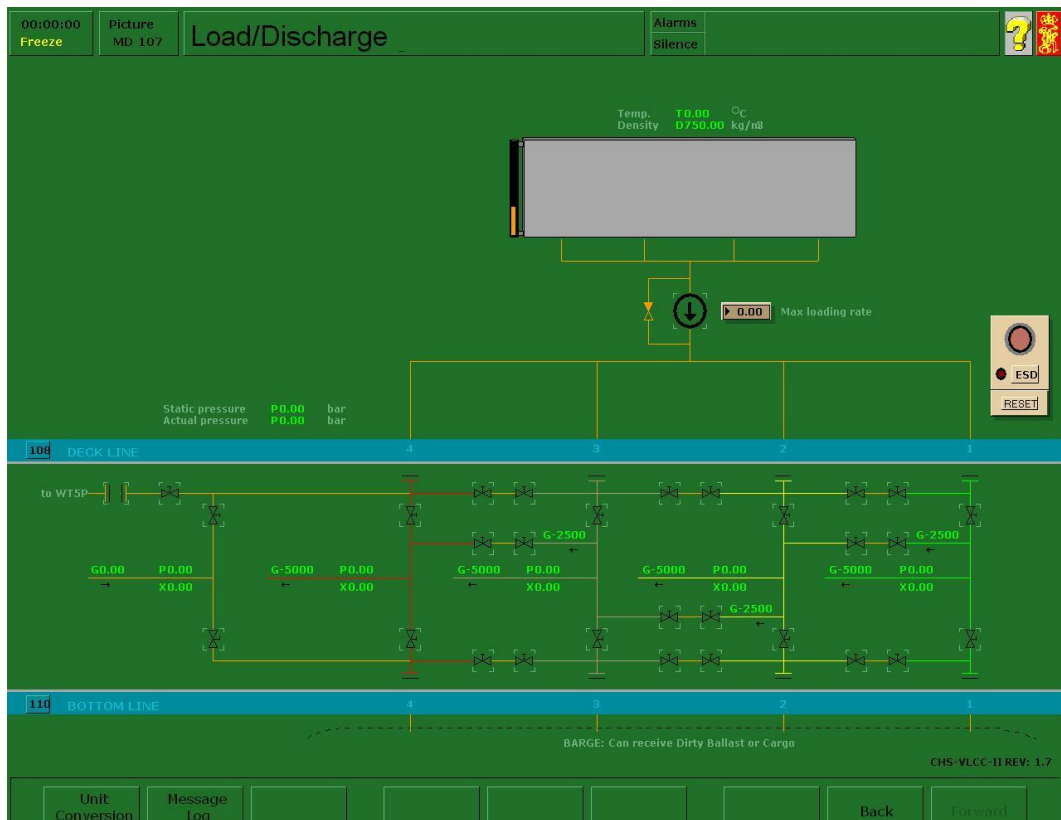 00:00:00
Freeze
Picture
MD 107
Load/Discharge
Alarms
Silence
?
Temp. T0.00 °C
Density D750.00 kg/m3
0.00 Max loading rate
ESD
RESET
Static pressure P0.00 bar
Actual pressure P0.00 bar
108 DECK LINE 4 3 2 1
to WT5P
G-2500 G-2500
G0.00 P0.00 G-5000 P0.00 G-5000 P0.00 G-5000 P0.00 G-5000 P0.00
X0.00 X0.00 X0.00 X0.00 X0.00
G-2500
110 BOTTOM LINE 4 3 2 1
BARGE: Can receive Dirty Ballast or Cargo
CHS-VLCC-II REV: 1.7
Unit
Conversion
Message
Log
Back
Forward